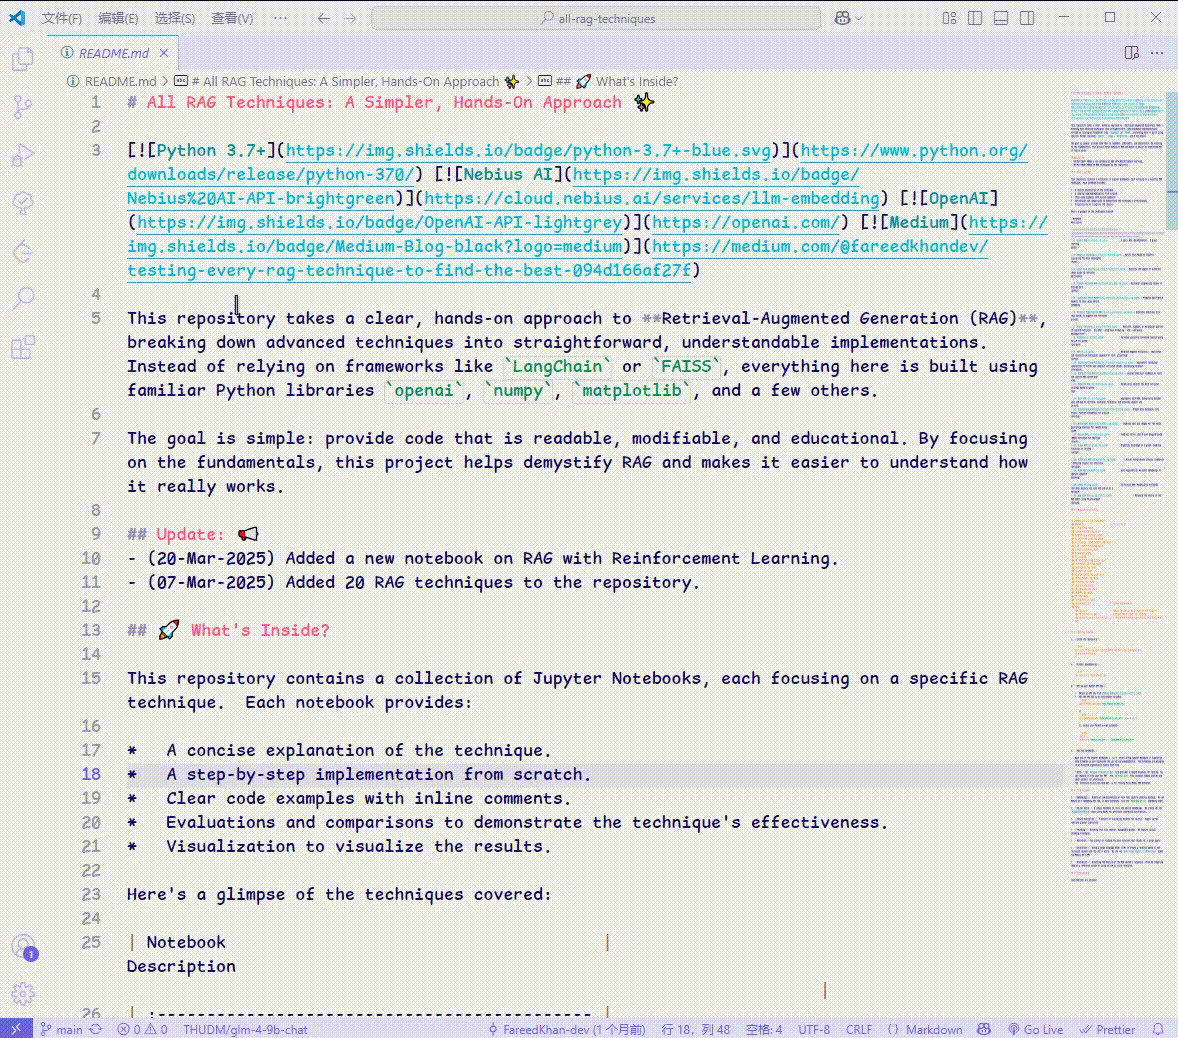 文件(F) 编辑(E) 选择(S) 查看(V) ··· all-rag-techniques
README.md
README.md > # All RAG Techniques: A Simpler, Hands-On Approach ✨ > ## 🚀 What's Inside?
1 # All RAG Techniques: A Simpler, Hands-On Approach ✨
2
3 [![Python 3.7+](https://img.shields.io/badge/python-3.7+-blue.svg)](https://www.python.org/
downloads/release/python-370/) [![Nebius AI](https://img.shields.io/badge/
Nebius%20AI-API-brightgreen)](https://cloud.nebius.ai/services/llm-embedding) [![OpenAI]
(https://img.shields.io/badge/OpenAI-API-lightgrey)](https://openai.com/) [![Medium](https://
img.shields.io/badge/Medium-Blog-black?logo=medium)](https://medium.com/@fareedkhandev/
testing-every-rag-technique-to-find-the-best-094d166af27f)
4
5 This repository takes a clear, hands-on approach to **Retrieval-Augmented Generation (RAG)**,
breaking down advanced techniques into straightforward, understandable implementations.
Instead of relying on frameworks like `LangChain` or `FAISS`, everything here is built using
familiar Python libraries `openai`, `numpy`, `matplotlib`, and a few others.
6
7 The goal is simple: provide code that is readable, modifiable, and educational. By focusing
on the fundamentals, this project helps demystify RAG and makes it easier to understand how
it really works.
8
9 ## Update: 📢
10 - (20-Mar-2025) Added a new notebook on RAG with Reinforcement Learning.
11 - (07-Mar-2025) Added 20 RAG techniques to the repository.
12
13 ## 🚀 What's Inside?
14
15 This repository contains a collection of Jupyter Notebooks, each focusing on a specific RAG
technique.  Each notebook provides:
16
17 *   A concise explanation of the technique.
18 *   A step-by-step implementation from scratch.
19 *   Clear code examples with inline comments.
20 *   Evaluations and comparisons to demonstrate the technique's effectiveness.
21 *   Visualization to visualize the results.
22
23 Here's a glimpse of the techniques covered:
24
25 | Notebook |
Description
|
26 | :-------------------------------------------- |
1
main 0 0 THUDM/glm-4-9b-chat FareedKhan-dev (1 个月前) 行 18，列 48 空格: 4 UTF-8 CRLF {} Markdown Go Live Prettier